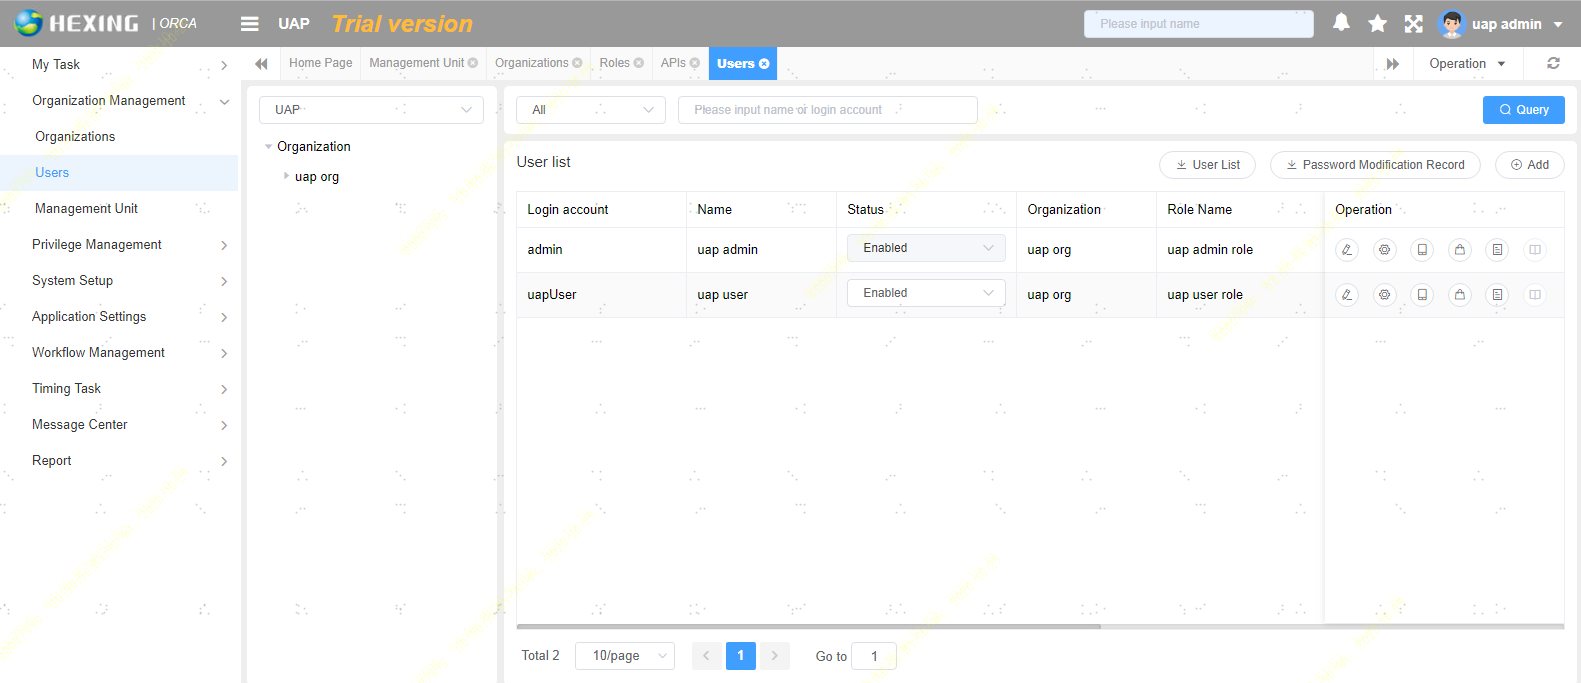 HEXING | ORCA UAP Trial version Please input name uap admin
Home Page Management Unit Organizations Roles APIs Users Operation
My Task
Organization Management
Organizations
Users
Management Unit
Privilege Management
System Setup
Application Settings
Workflow Management
Timing Task
Message Center
Report
UAP
Organization
uap org
All Please input name or login account Query
User list User List Password Modification Record Add
Login account Name Status Organization Role Name Operation
admin uap admin Enabled uap org uap admin role
uapUser uap user Enabled uap org uap user role
Total 2 10/page 1 Go to 1